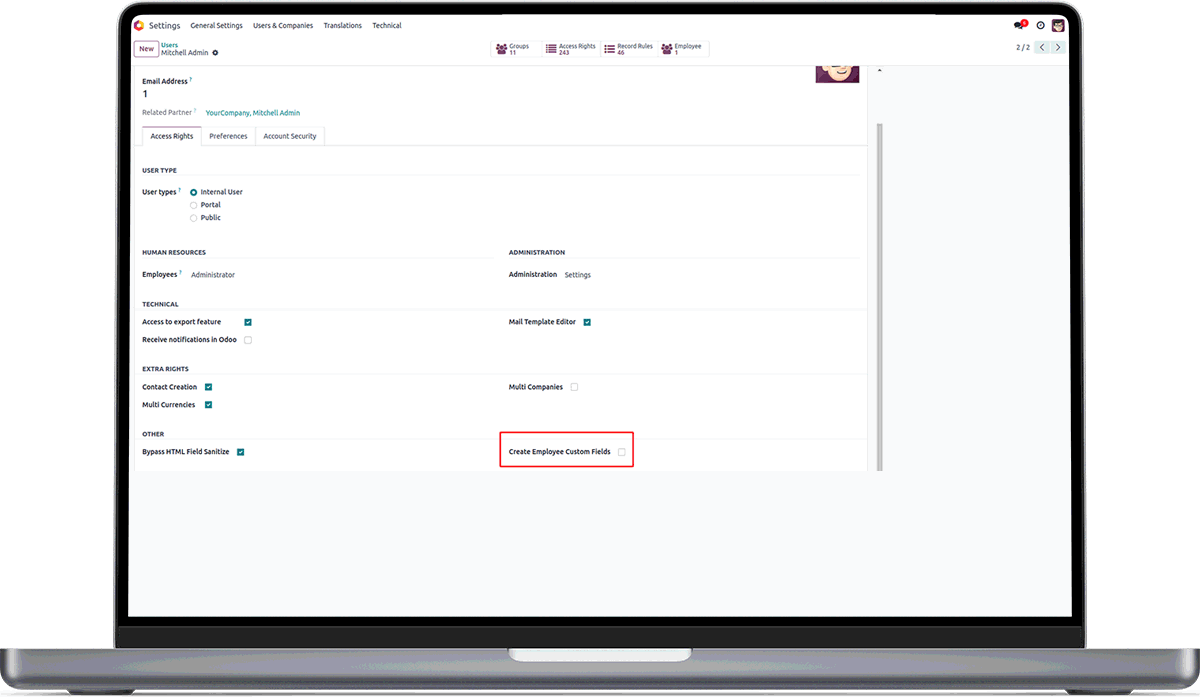 Settings General Settings Users & Companies Translations Technical 6
New Users Mitchell Admin Groups 11 Access Rights 243 Record Rules 46 Employee 1 2 / 2
Email Address ?
1
Related Partner ? YourCompany, Mitchell Admin
Access Rights Preferences Account Security
USER TYPE
User types ? Internal User
Portal
Public
HUMAN RESOURCES ADMINISTRATION
Employees ? Administrator Administration Settings
TECHNICAL
Access to export feature Mail Template Editor
Receive notifications in Odoo
EXTRA RIGHTS
Contact Creation Multi Companies
Multi Currencies
OTHER
Bypass HTML Field Sanitize Create Employee Custom Fields